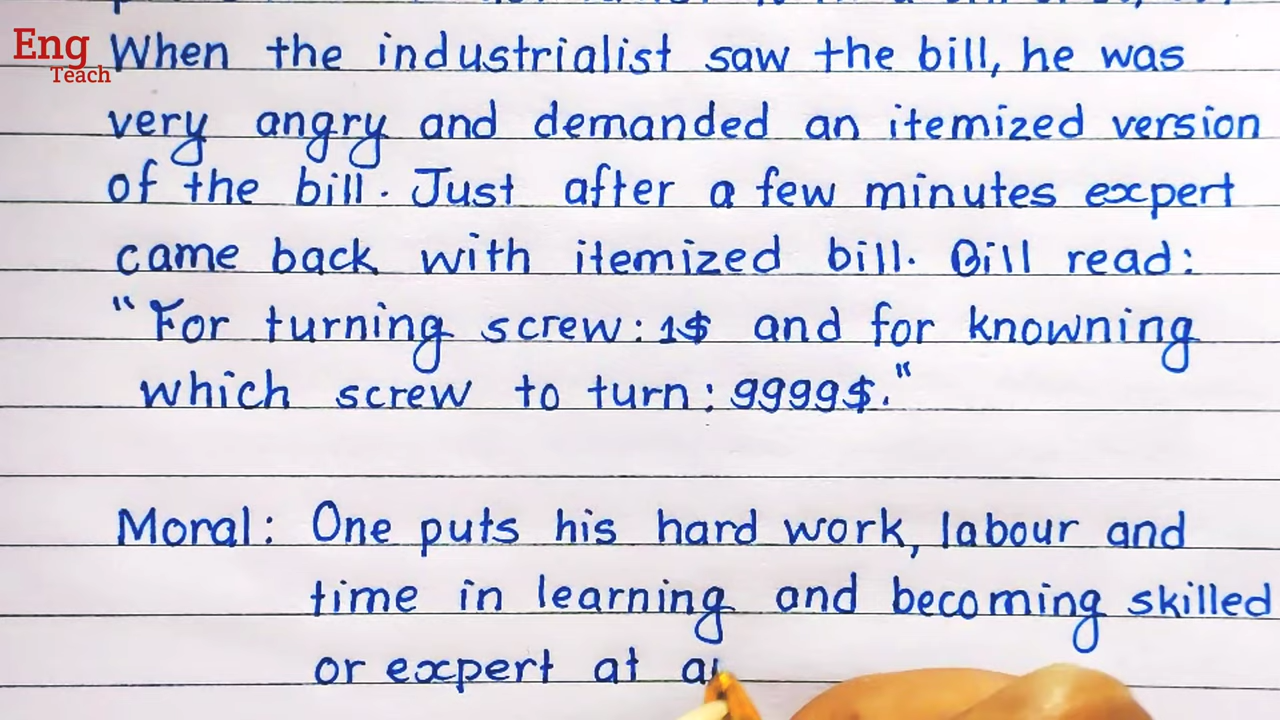 Eng
Teach
When the industrialist saw the bill, he was
very angry and demanded an itemized version
of the bill. Just after a few minutes expert
came back with itemized bill. Bill read:
"For turning screw: 1$ and for knowning
which screw to turn: 9999$."
Moral: One puts his hard work, labour and
time in learning and becoming skilled
or expert at